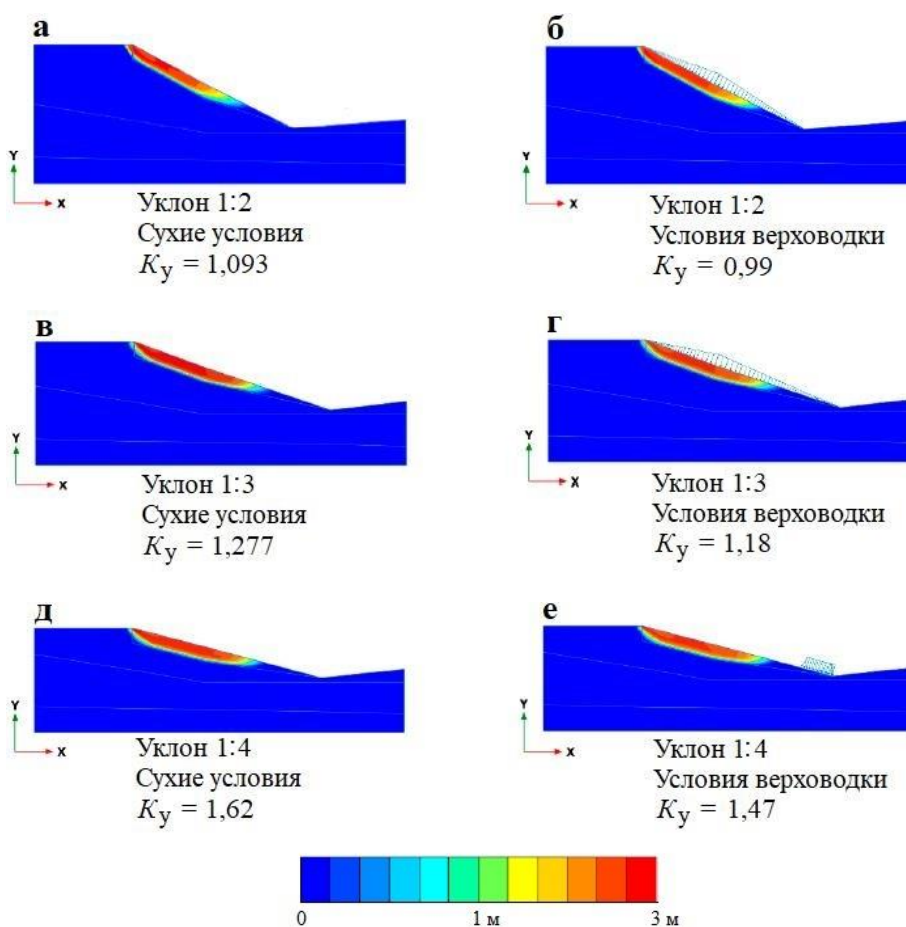 а
Y
X
Уклон 1:2
Сухие условия
Kу = 1,093
б
Y
X
Уклон 1:2
Условия верховодки
Kу = 0,99
в
Y
X
Уклон 1:3
Сухие условия
Kу = 1,277
г
Y
X
Уклон 1:3
Условия верховодки
Kу = 1,18
д
Y
X
Уклон 1:4
Сухие условия
Kу = 1,62
е
Y
X
Уклон 1:4
Условия верховодки
Kу = 1,47
0 1 м 3 м